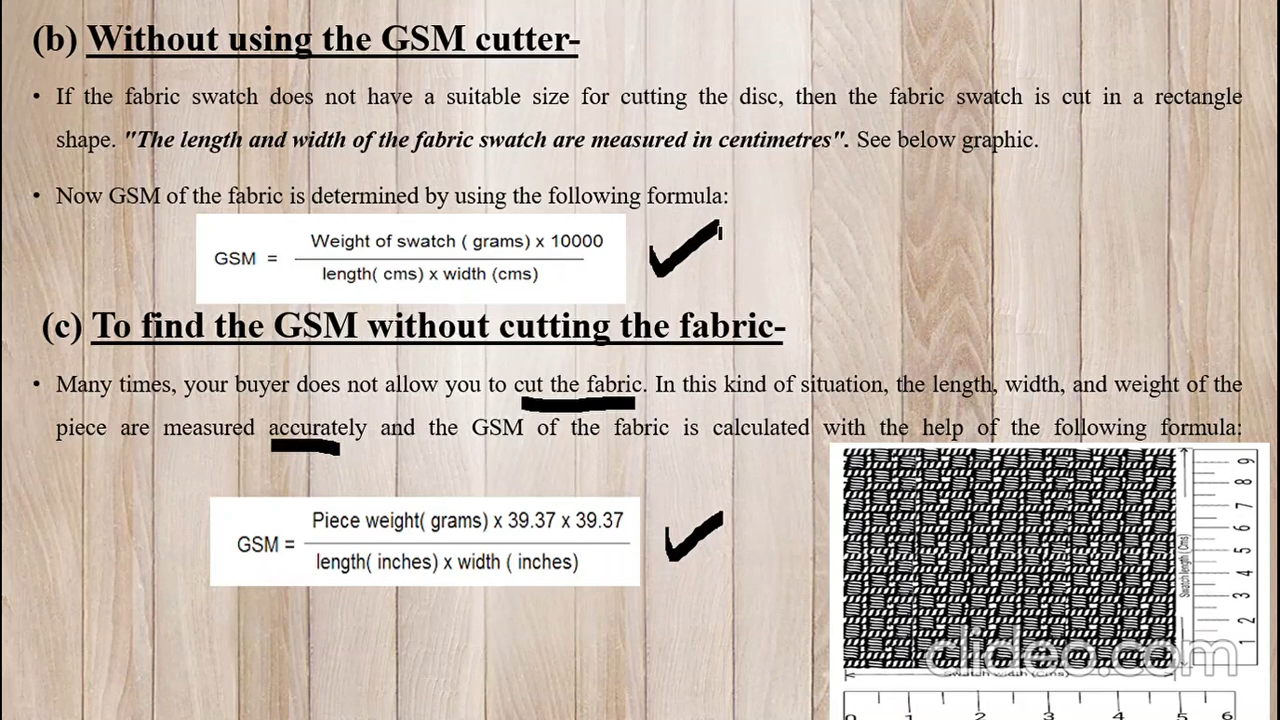 (b) Without using the GSM cutter-
• If the fabric swatch does not have a suitable size for cutting the disc, then the fabric swatch is cut in a rectangle
shape. "The length and width of the fabric swatch are measured in centimetres". See below graphic.
• Now GSM of the fabric is determined by using the following formula:
Weight of swatch ( grams) x 10000
GSM =
length( cms) x width (cms)
(c) To find the GSM without cutting the fabric-
• Many times, your buyer does not allow you to cut the fabric. In this kind of situation, the length, width, and weight of the
piece are measured accurately and the GSM of the fabric is calculated with the help of the following formula:
Piece weight( grams) x 39.37 x 39.37
GSM =
length( inches) x width ( inches)
Swatch length ( Cms)
9
8
7
6
5
4
3
2
1
clideo.com
Swatch width (Cms)
0 1 2 3 4 5 6